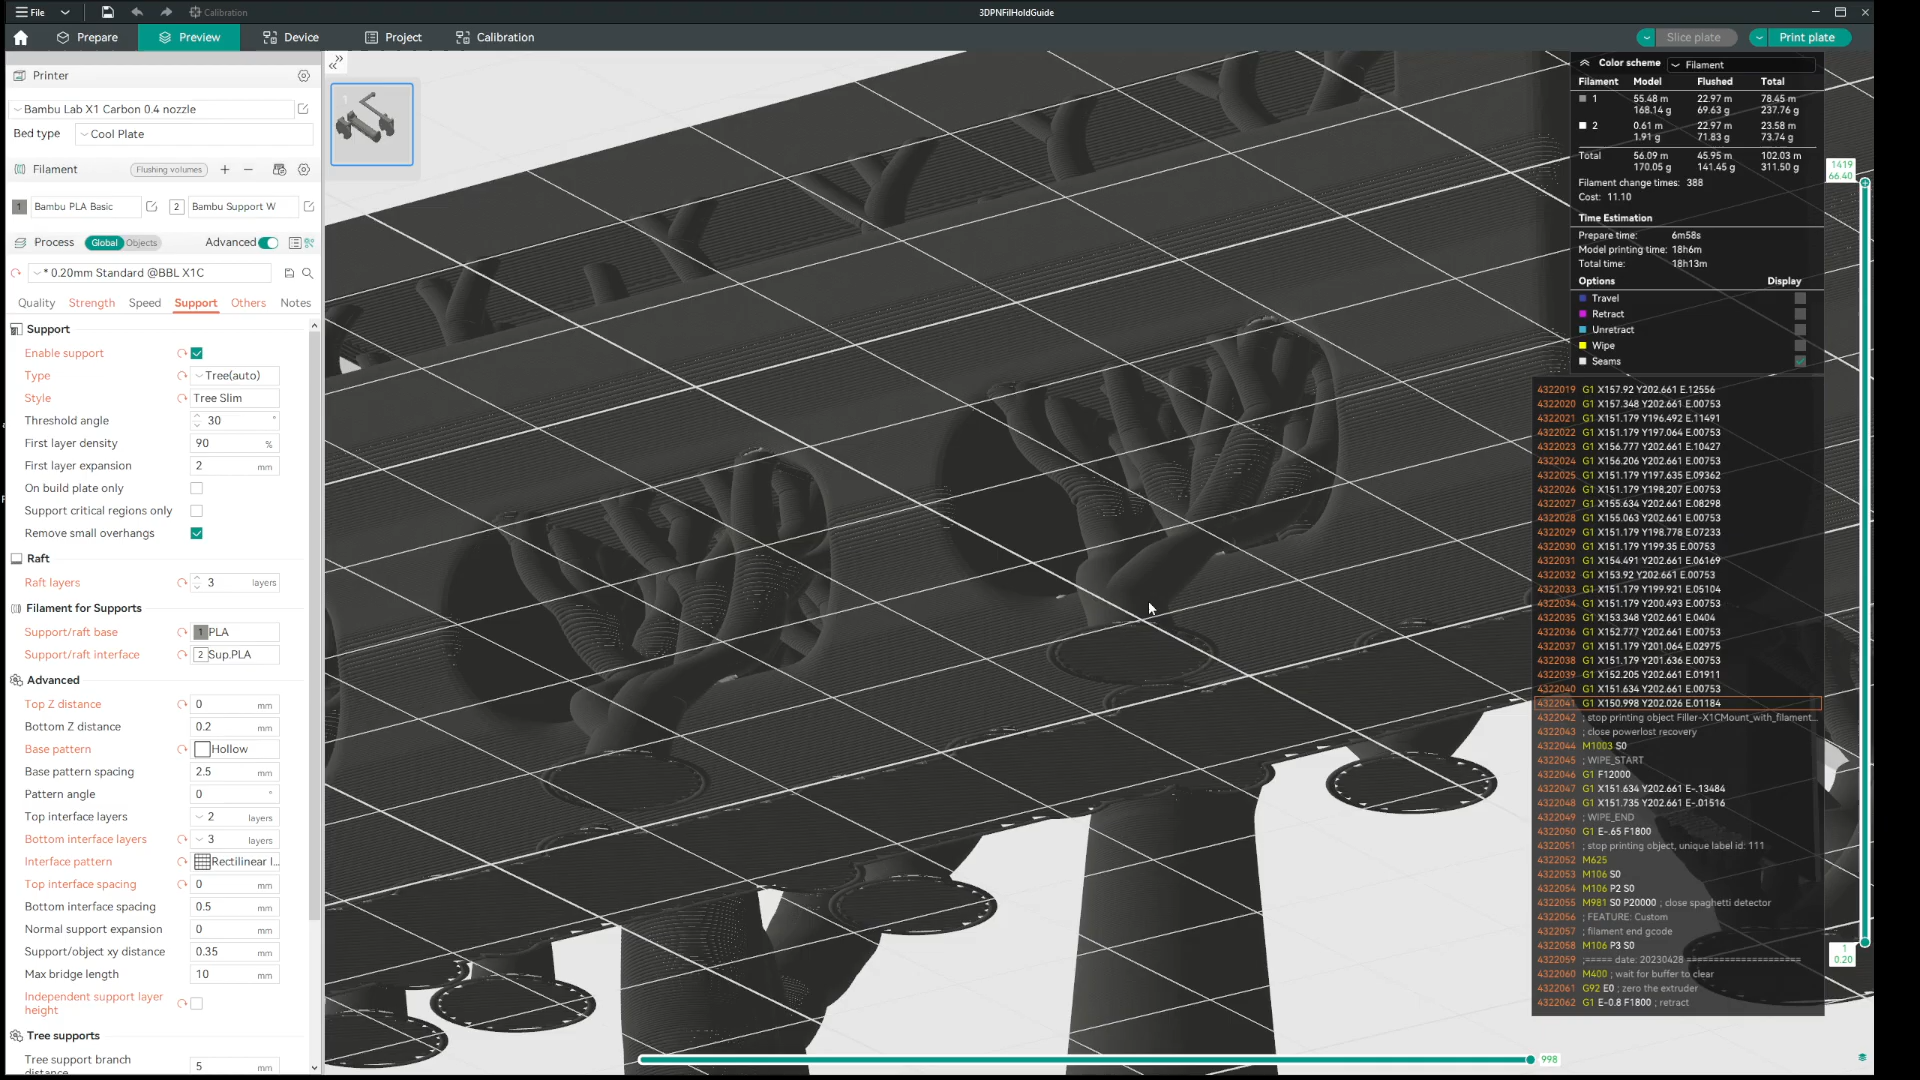 File
Calibration
3DPNFilHoldGuide
Prepare
Preview
Device
Project
Calibration
Slice plate
Print plate
Printer
Bambu Lab X1 Carbon 0.4 nozzle
Bed type
Cool Plate
Filament
Flushing volumes
1
Bambu PLA Basic
2
Bambu Support W
Process
Global
Objects
Advanced
* 0.20mm Standard @BBL X1C
Quality
Strength
Speed
Support
Others
Notes
Support
Enable support
Type
Tree(auto)
Style
Tree Slim
Threshold angle
30
°
First layer density
90
%
First layer expansion
2
mm
On build plate only
Support critical regions only
Remove small overhangs
Raft
Raft layers
3
layers
Filament for Supports
Support/raft base
1
PLA
Support/raft interface
2
Sup.PLA
Advanced
Top Z distance
0
mm
Bottom Z distance
0.2
mm
Base pattern
Hollow
Base pattern spacing
2.5
mm
Pattern angle
0
°
Top interface layers
2
layers
Bottom interface layers
3
layers
Interface pattern
Rectilinear I...
Top interface spacing
0
mm
Bottom interface spacing
0.5
mm
Normal support expansion
0
mm
Support/object xy distance
0.35
mm
Max bridge length
10
mm
Independent support layer
height
Tree supports
Tree support branch
distance
5
mm
1
Color scheme
Filament
Filament Model Flushed Total
1 55.48 m 22.97 m 78.45 m
168.14 g 69.63 g 237.76 g
2 0.61 m 22.97 m 23.58 m
1.91 g 71.83 g 73.74 g
Total 56.09 m 45.95 m 102.03 m
170.05 g 141.45 g 311.50 g
Filament change times: 388
Cost: 11.10
Time Estimation
Prepare time: 6m58s
Model printing time: 18h6m
Total time: 18h13m
Options Display
Travel
Retract
Unretract
Wipe
Seams
4322019 G1 X157.92 Y202.661 E.12556
4322020 G1 X157.348 Y202.661 E.00753
4322021 G1 X151.179 Y196.492 E.11491
4322022 G1 X151.179 Y197.064 E.00753
4322023 G1 X156.777 Y202.661 E.10427
4322024 G1 X156.206 Y202.661 E.00753
4322025 G1 X151.179 Y197.635 E.09362
4322026 G1 X151.179 Y198.207 E.00753
4322027 G1 X155.634 Y202.661 E.08298
4322028 G1 X155.063 Y202.661 E.00753
4322029 G1 X151.179 Y198.778 E.07233
4322030 G1 X151.179 Y199.35 E.00753
4322031 G1 X154.491 Y202.661 E.06169
4322032 G1 X153.92 Y202.661 E.00753
4322033 G1 X151.179 Y199.921 E.05104
4322034 G1 X151.179 Y200.493 E.00753
4322035 G1 X153.348 Y202.661 E.0404
4322036 G1 X152.777 Y202.661 E.00753
4322037 G1 X151.179 Y201.064 E.02975
4322038 G1 X151.179 Y201.636 E.00753
4322039 G1 X152.205 Y202.661 E.01911
4322040 G1 X151.634 Y202.661 E.00753
4322041 G1 X150.998 Y202.026 E.01184
4322042 ; stop printing object Filler-X1CMount_with_filament...
4322043 ; close powerlost recovery
4322044 M1003 S0
4322045 ; WIPE_START
4322046 G1 F12000
4322047 G1 X151.634 Y202.661 E-.13484
4322048 G1 X151.735 Y202.661 E-.01516
4322049 ; WIPE_END
4322050 G1 E-.65 F1800
4322051 ; stop printing object, unique label id: 111
4322052 M625
4322053 M106 S0
4322054 M106 P2 S0
4322055 M981 S0 P20000 ; close spaghetti detector
4322056 ; FEATURE: Custom
4322057 ; filament end gcode
4322058 M106 P3 S0
4322059 ;===== date: 20230428 =====================
4322060 M400 ; wait for buffer to clear
4322061 G92 E0 ; zero the extruder
4322062 G1 E-0.8 F1800 ; retract
1419
66.40
1
0.20
998